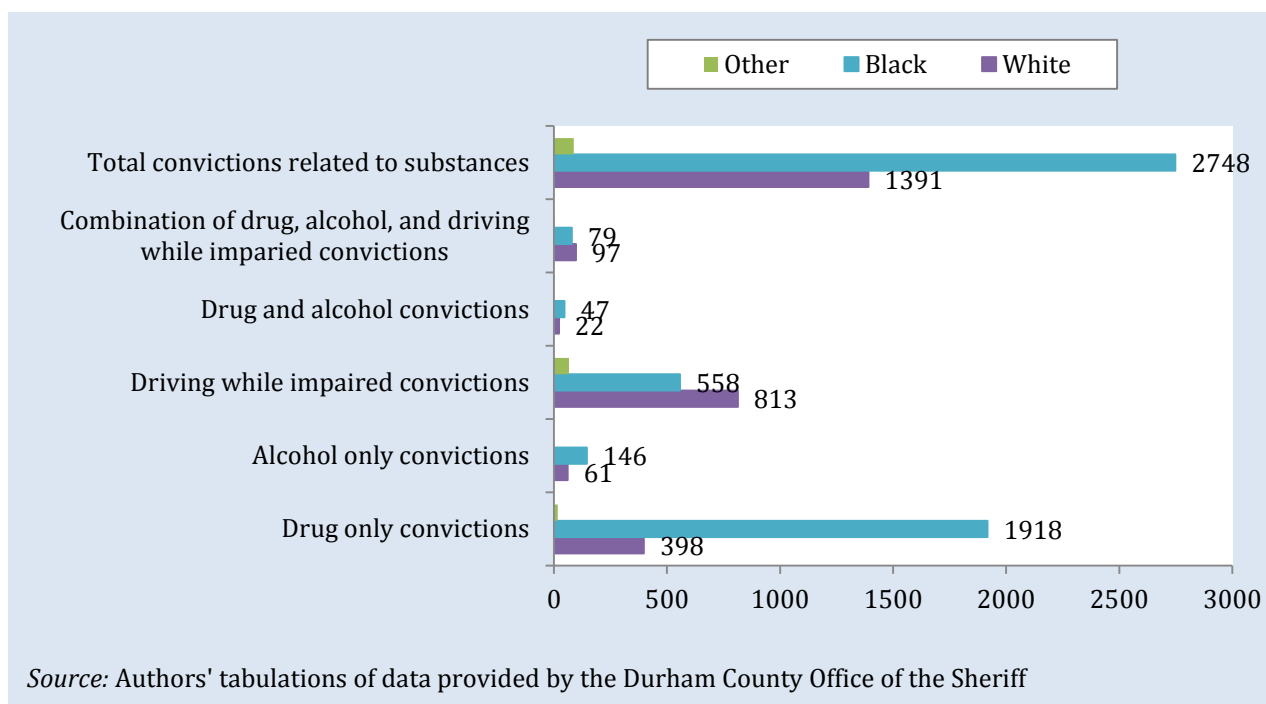 Other Black White
Total convictions related to substances
2748
1391
Combination of drug, alcohol, and driving
while imparied convictions
79
97
Drug and alcohol convictions
47
22
Driving while impaired convictions
558
813
Alcohol only convictions
146
61
Drug only convictions
1918
398
0 500 1000 1500 2000 2500 3000
Source: Authors' tabulations of data provided by the Durham County Office of the Sheriff